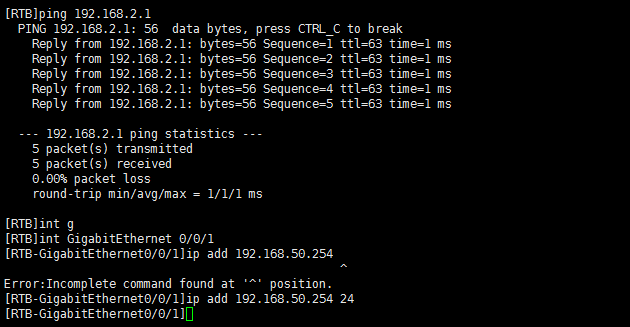 [RTB]ping 192.168.2.1
PING 192.168.2.1: 56  data bytes, press CTRL_C to break
Reply from 192.168.2.1: bytes=56 Sequence=1 ttl=63 time=1 ms
Reply from 192.168.2.1: bytes=56 Sequence=2 ttl=63 time=1 ms
Reply from 192.168.2.1: bytes=56 Sequence=3 ttl=63 time=1 ms
Reply from 192.168.2.1: bytes=56 Sequence=4 ttl=63 time=1 ms
Reply from 192.168.2.1: bytes=56 Sequence=5 ttl=63 time=1 ms
--- 192.168.2.1 ping statistics ---
5 packet(s) transmitted
5 packet(s) received
0.00% packet loss
round-trip min/avg/max = 1/1/1 ms
[RTB]int g
[RTB]int GigabitEthernet 0/0/1
[RTB-GigabitEthernet0/0/1]ip add 192.168.50.254
^
Error:Incomplete command found at '^' position.
[RTB-GigabitEthernet0/0/1]ip add 192.168.50.254 24
[RTB-GigabitEthernet0/0/1]